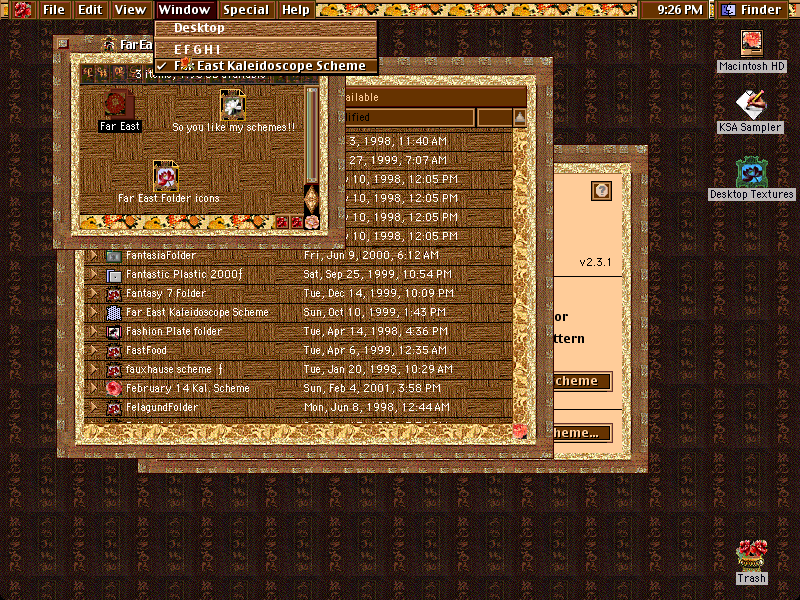 File Edit View Window Special Help 9:26 PM Finder
Desktop
E F G H I
✓ Far East Kaleidoscope Scheme
Far Ea
Far East
So you like my schemes!!
Far East Folder icons
ailable
ified
3, 1998, 11:40 AM
27, 1999, 7:07 AM
10, 1998, 12:05 PM
10, 1998, 12:05 PM
10, 1998, 12:05 PM
10, 1998, 12:05 PM
FantasiaFolder Fri, Jun 9, 2000, 6:12 AM
Fantastic Plastic 2000ƒ Sat, Sep 25, 1999, 10:54 PM
Fantasy 7 Folder Tue, Dec 14, 1999, 10:09 PM
Far East Kaleidoscope Scheme Sun, Oct 10, 1999, 1:43 PM
Fashion Plate folder Tue, Apr 14, 1998, 4:36 PM
FastFood Tue, Apr 6, 1999, 12:35 AM
fauxhause scheme ƒ Tue, Jan 20, 1998, 10:29 AM
February 14 Kal. Scheme Sun, Feb 4, 2001, 3:58 PM
FelagundFolder Mon, Jun 8, 1998, 12:44 AM
?
v2.3.1
or
ttern
cheme
heme...
Macintosh HD
KSA Sampler
Desktop Textures
Trash